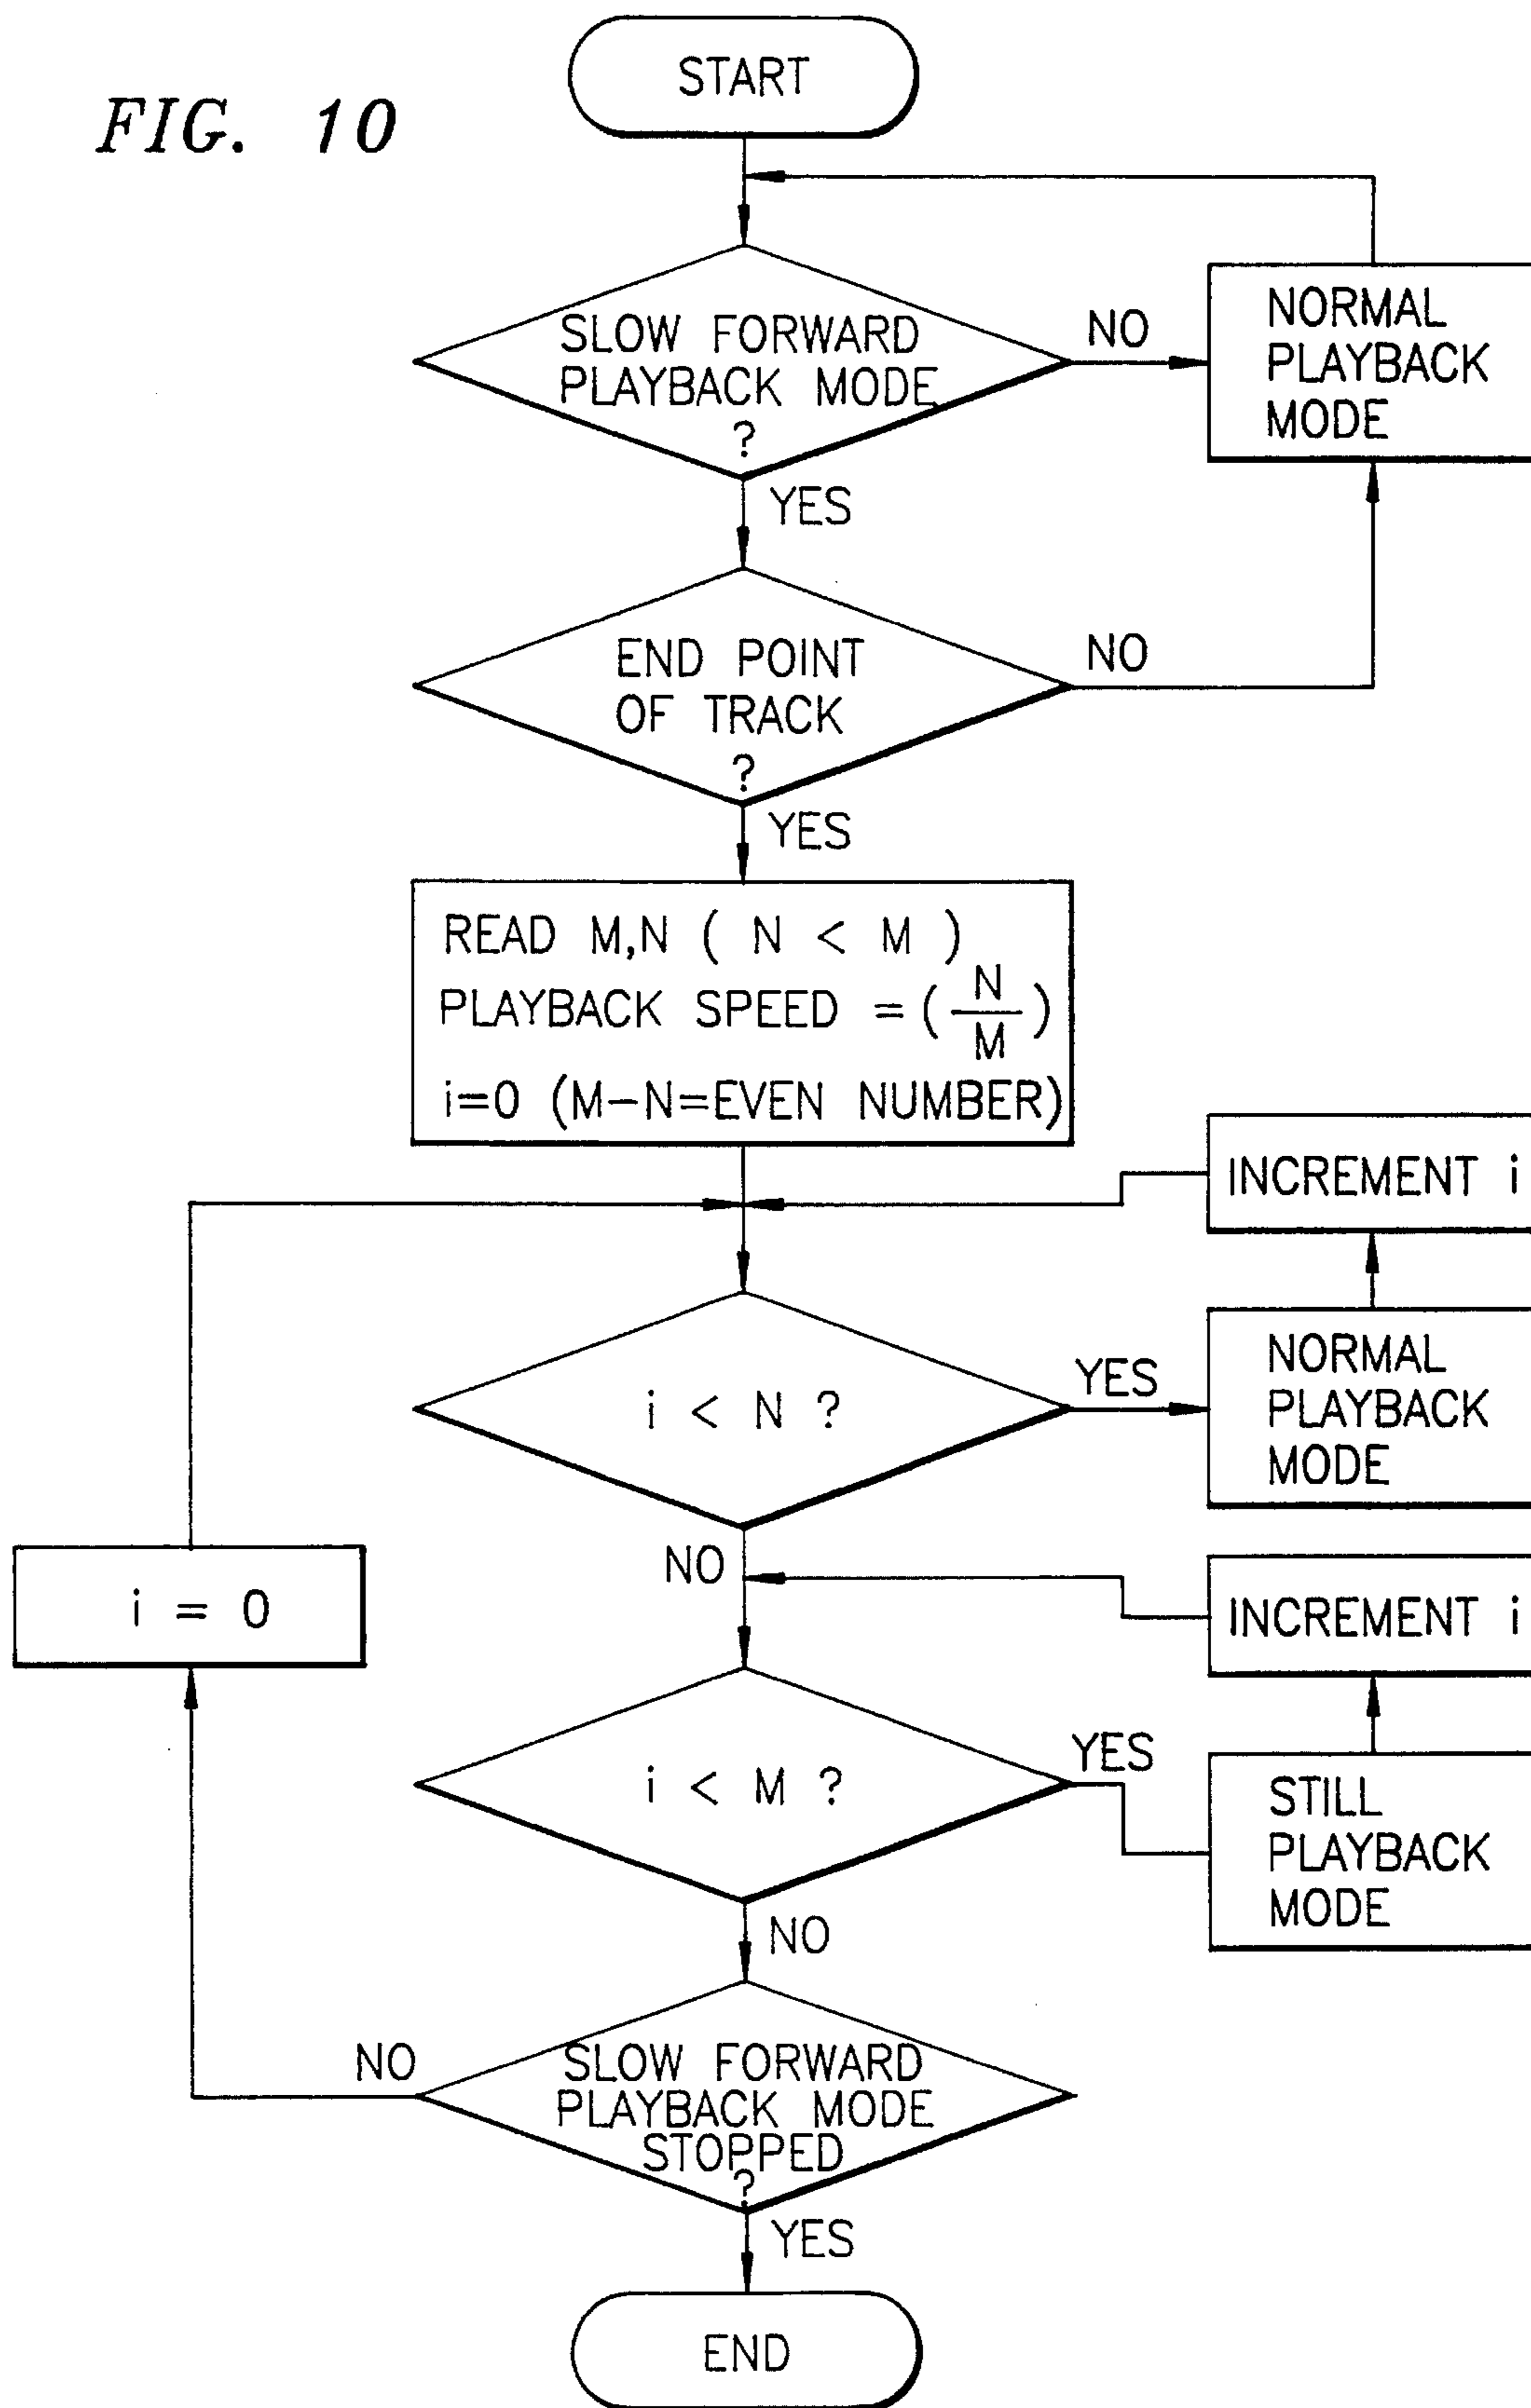 FIG. 10
START
SLOW FORWARD
PLAYBACK MODE
?
NO
NORMAL
PLAYBACK
MODE
YES
END POINT
OF TRACK
?
NO
YES
READ M,N ( N < M )
PLAYBACK SPEED =( N/M )
i=0 (M-N=EVEN NUMBER)
INCREMENT i
i < N ?
YES
NORMAL
PLAYBACK
MODE
NO
i = 0
INCREMENT i
i < M ?
YES
STILL
PLAYBACK
MODE
NO
SLOW FORWARD
PLAYBACK MODE
STOPPED
?
NO
YES
END